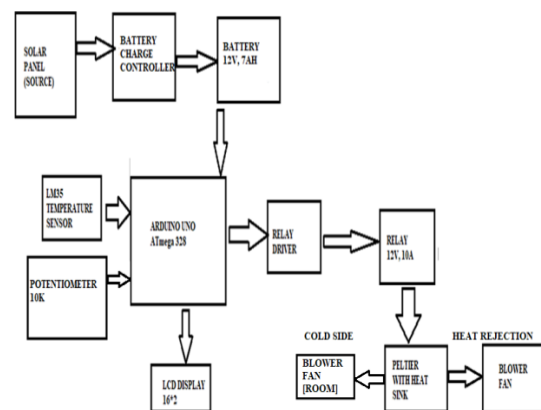 SOLAR
PANEL
(SOURCE)
BATTERY
CHARGE
CONTROLLER
BATTERY
12V, 7AH
LM35
TEMPERATURE
SENSOR
ARDUINO UNO
ATmega 328
RELAY
DRIVER
RELAY
12V, 10A
POTENTIOMETER
10K
LCD DISPLAY
16*2
COLD SIDE
HEAT REJECTION
BLOWER
FAN
[ROOM]
PELTIER
WITH HEAT
SINK
BLOWER
FAN